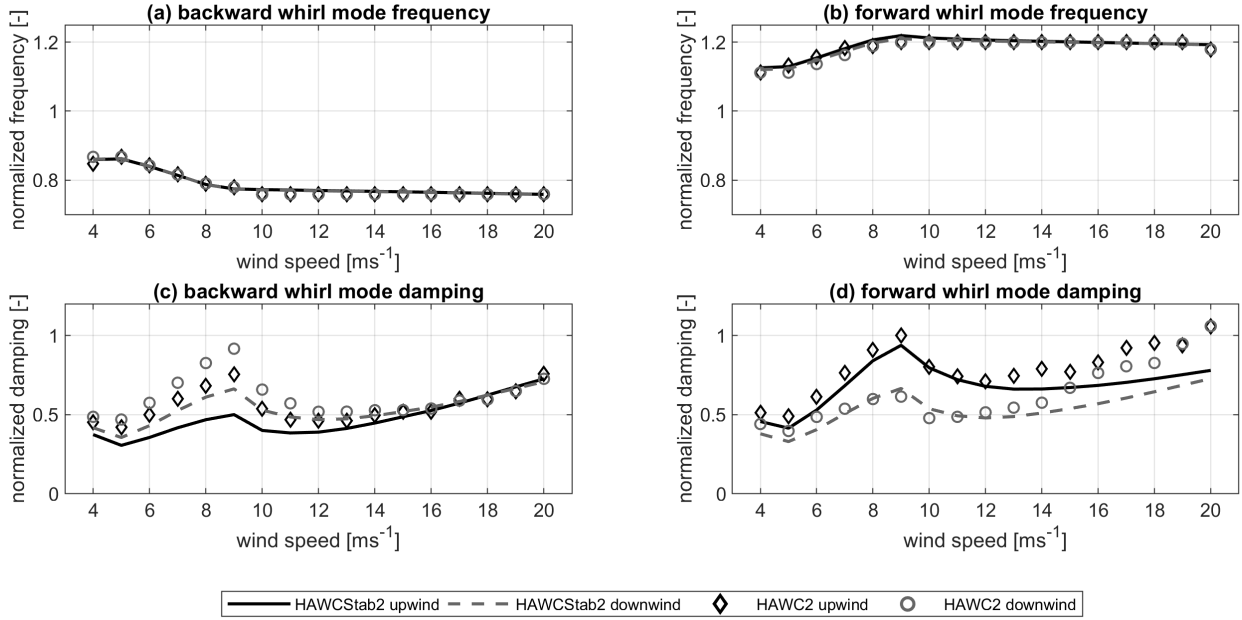 (a) backward whirl mode frequency
normalized frequency [-]
1.2
1
0.8
4 6 8 10 12 14 16 18 20
wind speed [ms-1]
(b) forward whirl mode frequency
normalized frequency [-]
1.2
1
0.8
4 6 8 10 12 14 16 18 20
wind speed [ms-1]
(c) backward whirl mode damping
normalized damping [-]
1
0.5
0
4 6 8 10 12 14 16 18 20
wind speed [ms-1]
(d) forward whirl mode damping
normalized damping [-]
1
0.5
0
4 6 8 10 12 14 16 18 20
wind speed [ms-1]
HAWCStab2 upwind HAWCStab2 downwind HAWC2 upwind HAWC2 downwind